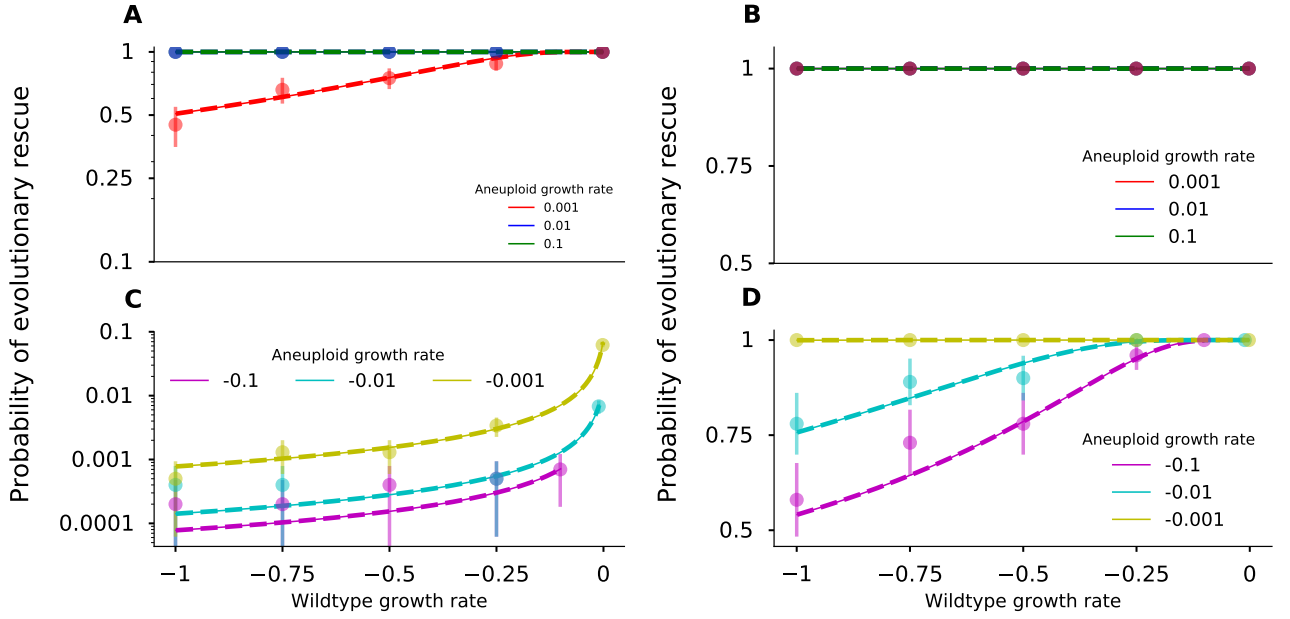 A
Probability of evolutionary rescue
1
0.5
0.25
0.1
Aneuploid growth rate
0.001
0.01
0.1
B
Probability of evolutionary rescue
1
0.75
0.5
Aneuploid growth rate
0.001
0.01
0.1
C
0.1
0.01
0.001
0.0001
Aneuploid growth rate
-0.1 -0.01 -0.001
−1 −0.75 −0.5 −0.25 0
Wildtype growth rate
D
1
0.75
0.5
Aneuploid growth rate
-0.1
-0.01
-0.001
−1 −0.75 −0.5 −0.25 0
Wildtype growth rate